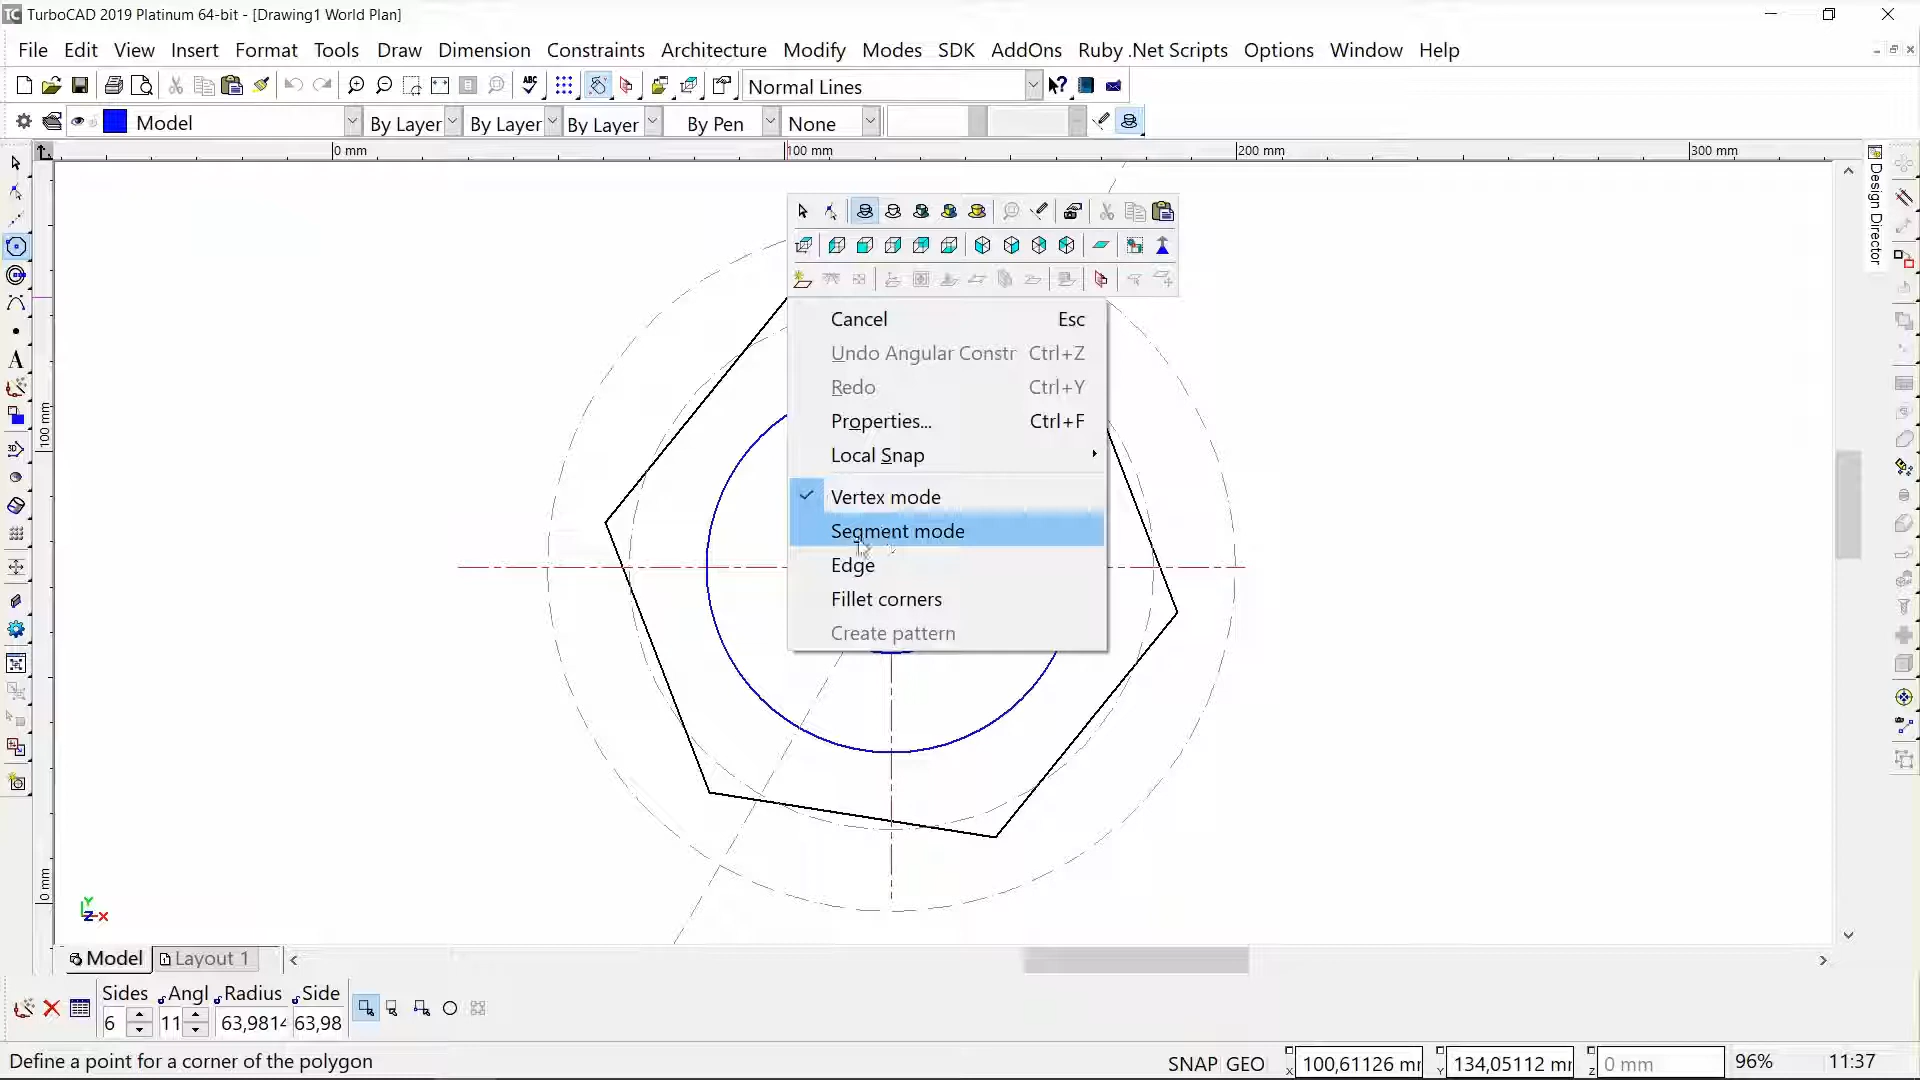 TC TurboCAD 2019 Platinum 64-bit - [Drawing1 World Plan]
File Edit View Insert Format Tools Draw Dimension Constraints Architecture Modify Modes SDK AddOns Ruby .Net Scripts Options Window Help
ABC Normal Lines
Model By Layer By Layer By Layer By Pen None
0 mm 100 mm 200 mm 300 mm
Design Director
A
3D
100 mm
0 mm
Cancel Esc
Undo Angular Constr Ctrl+Z
Redo Ctrl+Y
Properties... Ctrl+F
Local Snap
Vertex mode
Segment mode
Edge
Fillet corners
Create pattern
Y
Z X
Model Layout 1
Sides Angl Radius Side
6 11 63,9814 63,98
Define a point for a corner of the polygon
SNAP GEO X 100,61126 mr Y 134,05112 mr Z 0 mm 96% 11:37